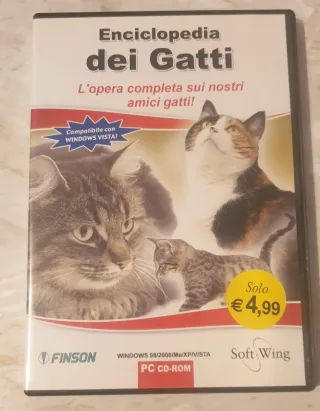 Enciclopedia
dei Gatti
L'opera completa sui nostri
amici gatti!
Compatibile con
WINDOWS VISTA!
Solo
€ 4,99
FINSON
WINDOWS 98/2000/Me/XP/VISTA
PC CD-ROM
Soft Wing